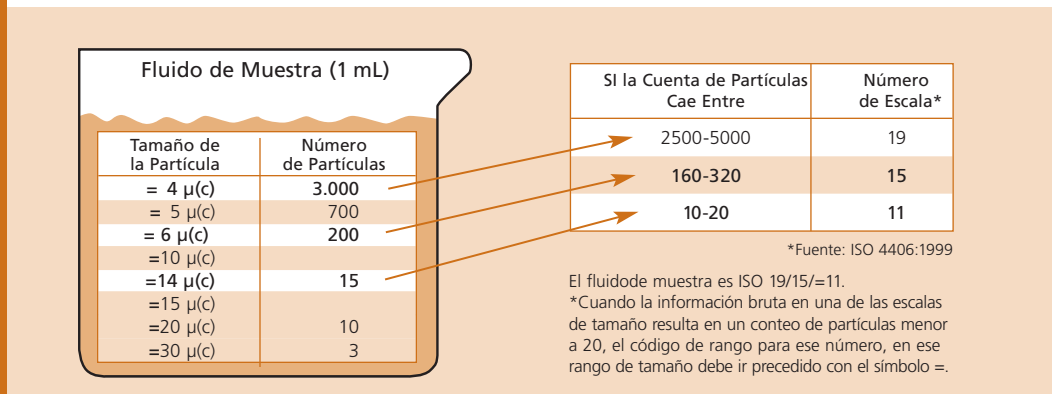 Fluido de Muestra (1 mL)
Tamaño de la Partícula Número de Partículas
= 4 µ(c) 3.000
= 5 µ(c) 700
= 6 µ(c) 200
=10 µ(c)
=14 µ(c) 15
=15 µ(c)
=20 µ(c) 10
=30 µ(c) 3
SI la Cuenta de Partículas Cae Entre Número de Escala*
2500-5000 19
160-320 15
10-20 11
*Fuente: ISO 4406:1999
El fluidode muestra es ISO 19/15/=11.
*Cuando la información bruta en una de las escalas
de tamaño resulta en un conteo de partículas menor
a 20, el código de rango para ese número, en ese
rango de tamaño debe ir precedido con el símbolo =.